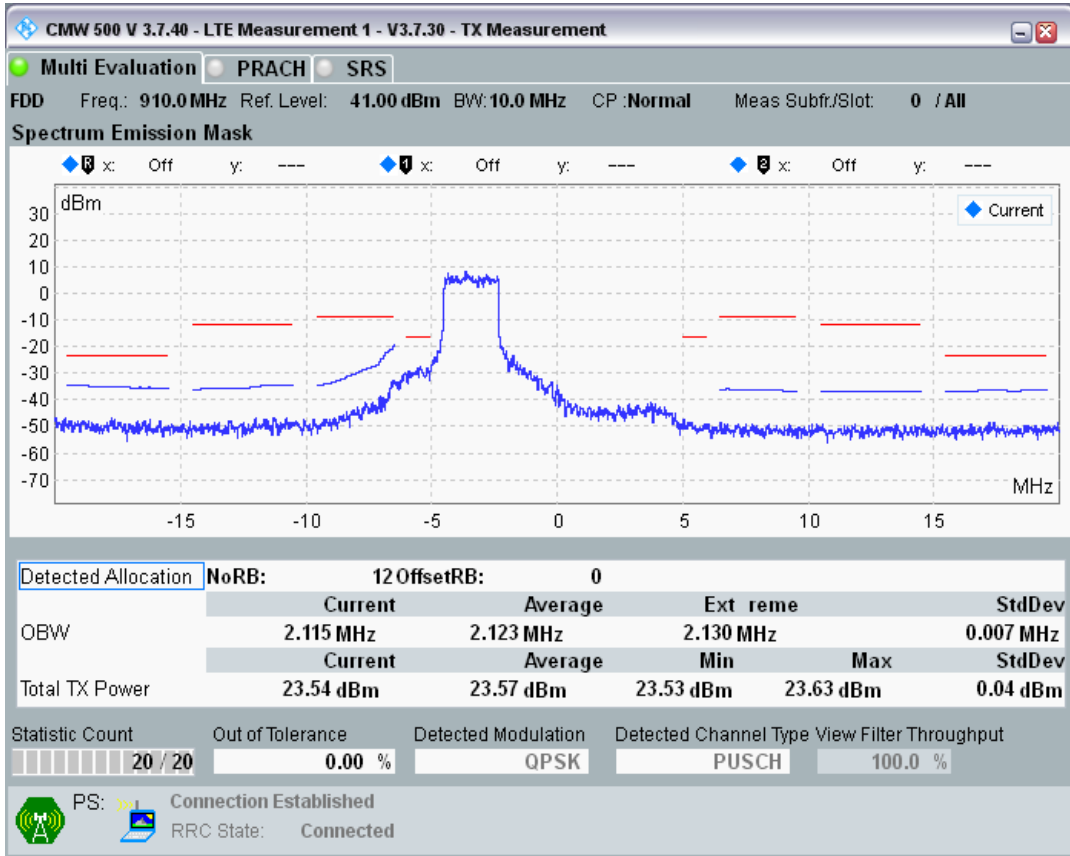 CMW 500 V 3.7.40 - LTE Measurement 1 - V3.7.30 - TX Measurement
Multi Evaluation PRACH SRS
FDD Freq.: 910.0 MHz Ref. Level: 41.00 dBm BW: 10.0 MHz CP :Normal Meas Subfr./Slot: 0 / All
Spectrum Emission Mask
R x: Off y: --- 1 x: Off y: --- 2 x: Off y: ---
dBm
Current
30
20
10
0
-10
-20
-30
-40
-50
-60
-70
MHz
-15 -10 -5 0 5 10 15
Detected Allocation NoRB: 12 OffsetRB: 0
Current Average Ext reme StdDev
OBW 2.115 MHz 2.123 MHz 2.130 MHz 0.007 MHz
Current Average Min Max StdDev
Total TX Power 23.54 dBm 23.57 dBm 23.53 dBm 23.63 dBm 0.04 dBm
Statistic Count Out of Tolerance Detected Modulation Detected Channel Type View Filter Throughput
20 / 20 0.00 % QPSK PUSCH 100.0 %
PS: Connection Established
RRC State: Connected